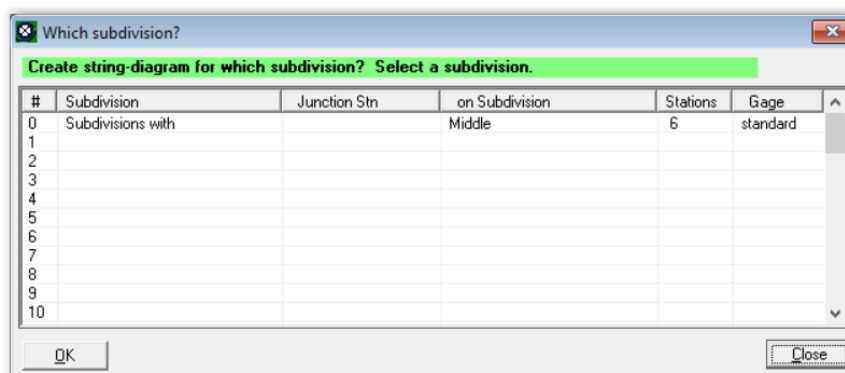 Which subdivision?
Create string-diagram for which subdivision? Select a subdivision.
# Subdivision Junction Stn on Subdivision Stations Gage
0 Subdivisions with Middle 6 standard
1
2
3
4
5
6
7
8
9
10
OK Close